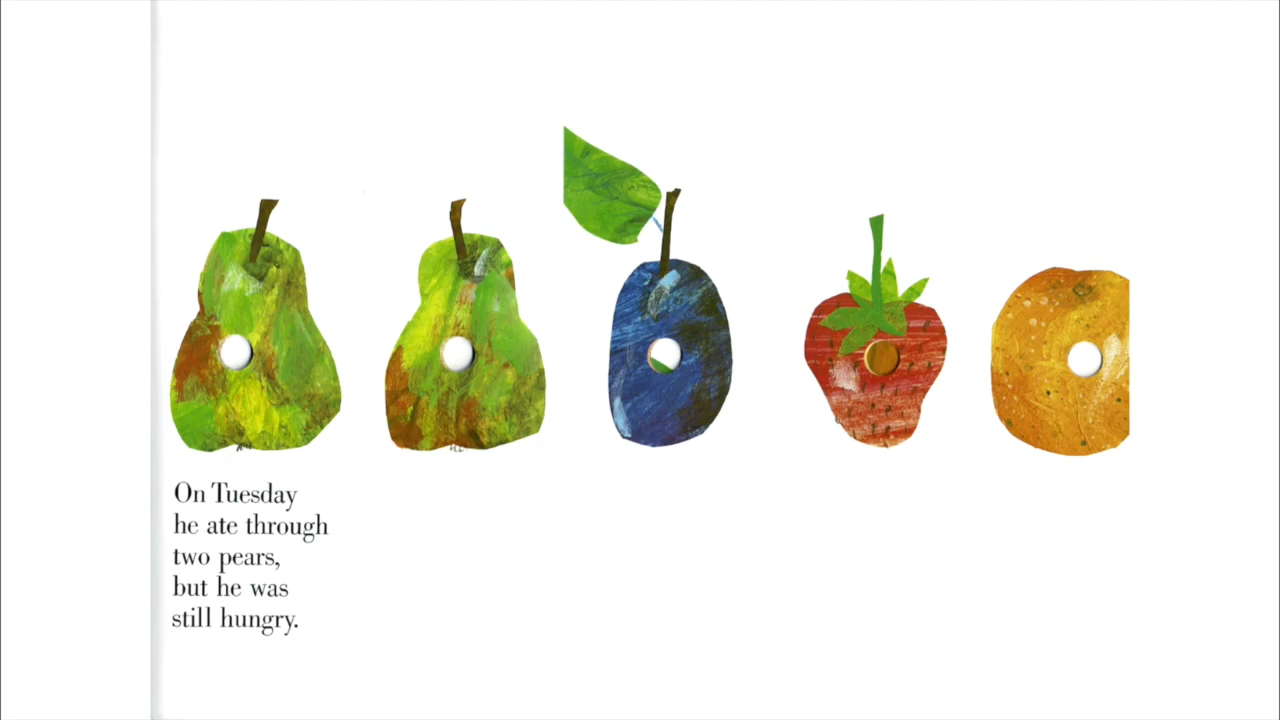 On Tuesday
he ate through
two pears,
but he was
still hungry.